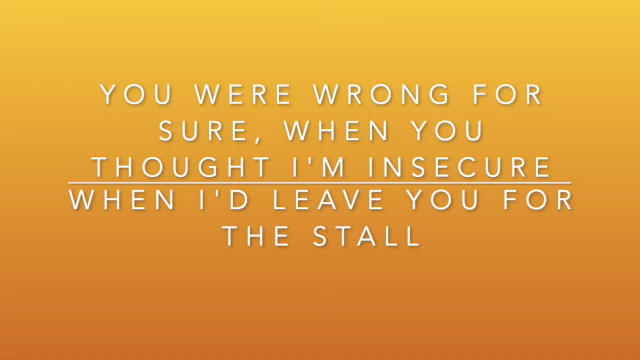 YOU WERE WRONG FOR
SURE, WHEN YOU
THOUGHT I'M INSECURE
WHEN I'D LEAVE YOU FOR
THE STALL